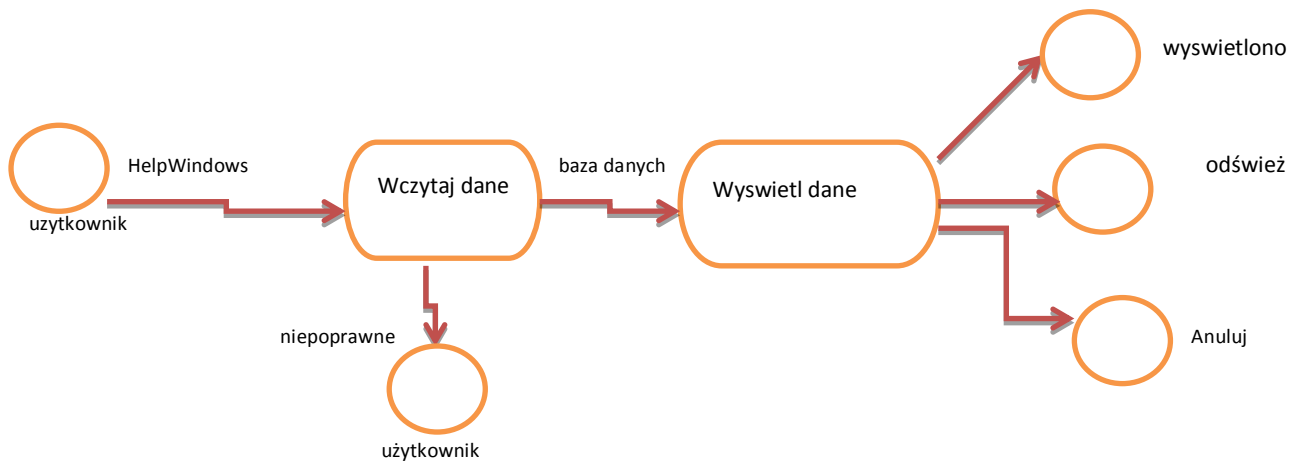 wyswietlono
HelpWindows
baza danych
odśwież
Wczytaj dane
Wyswietl dane
uzytkownik
niepoprawne
Anuluj
użytkownik